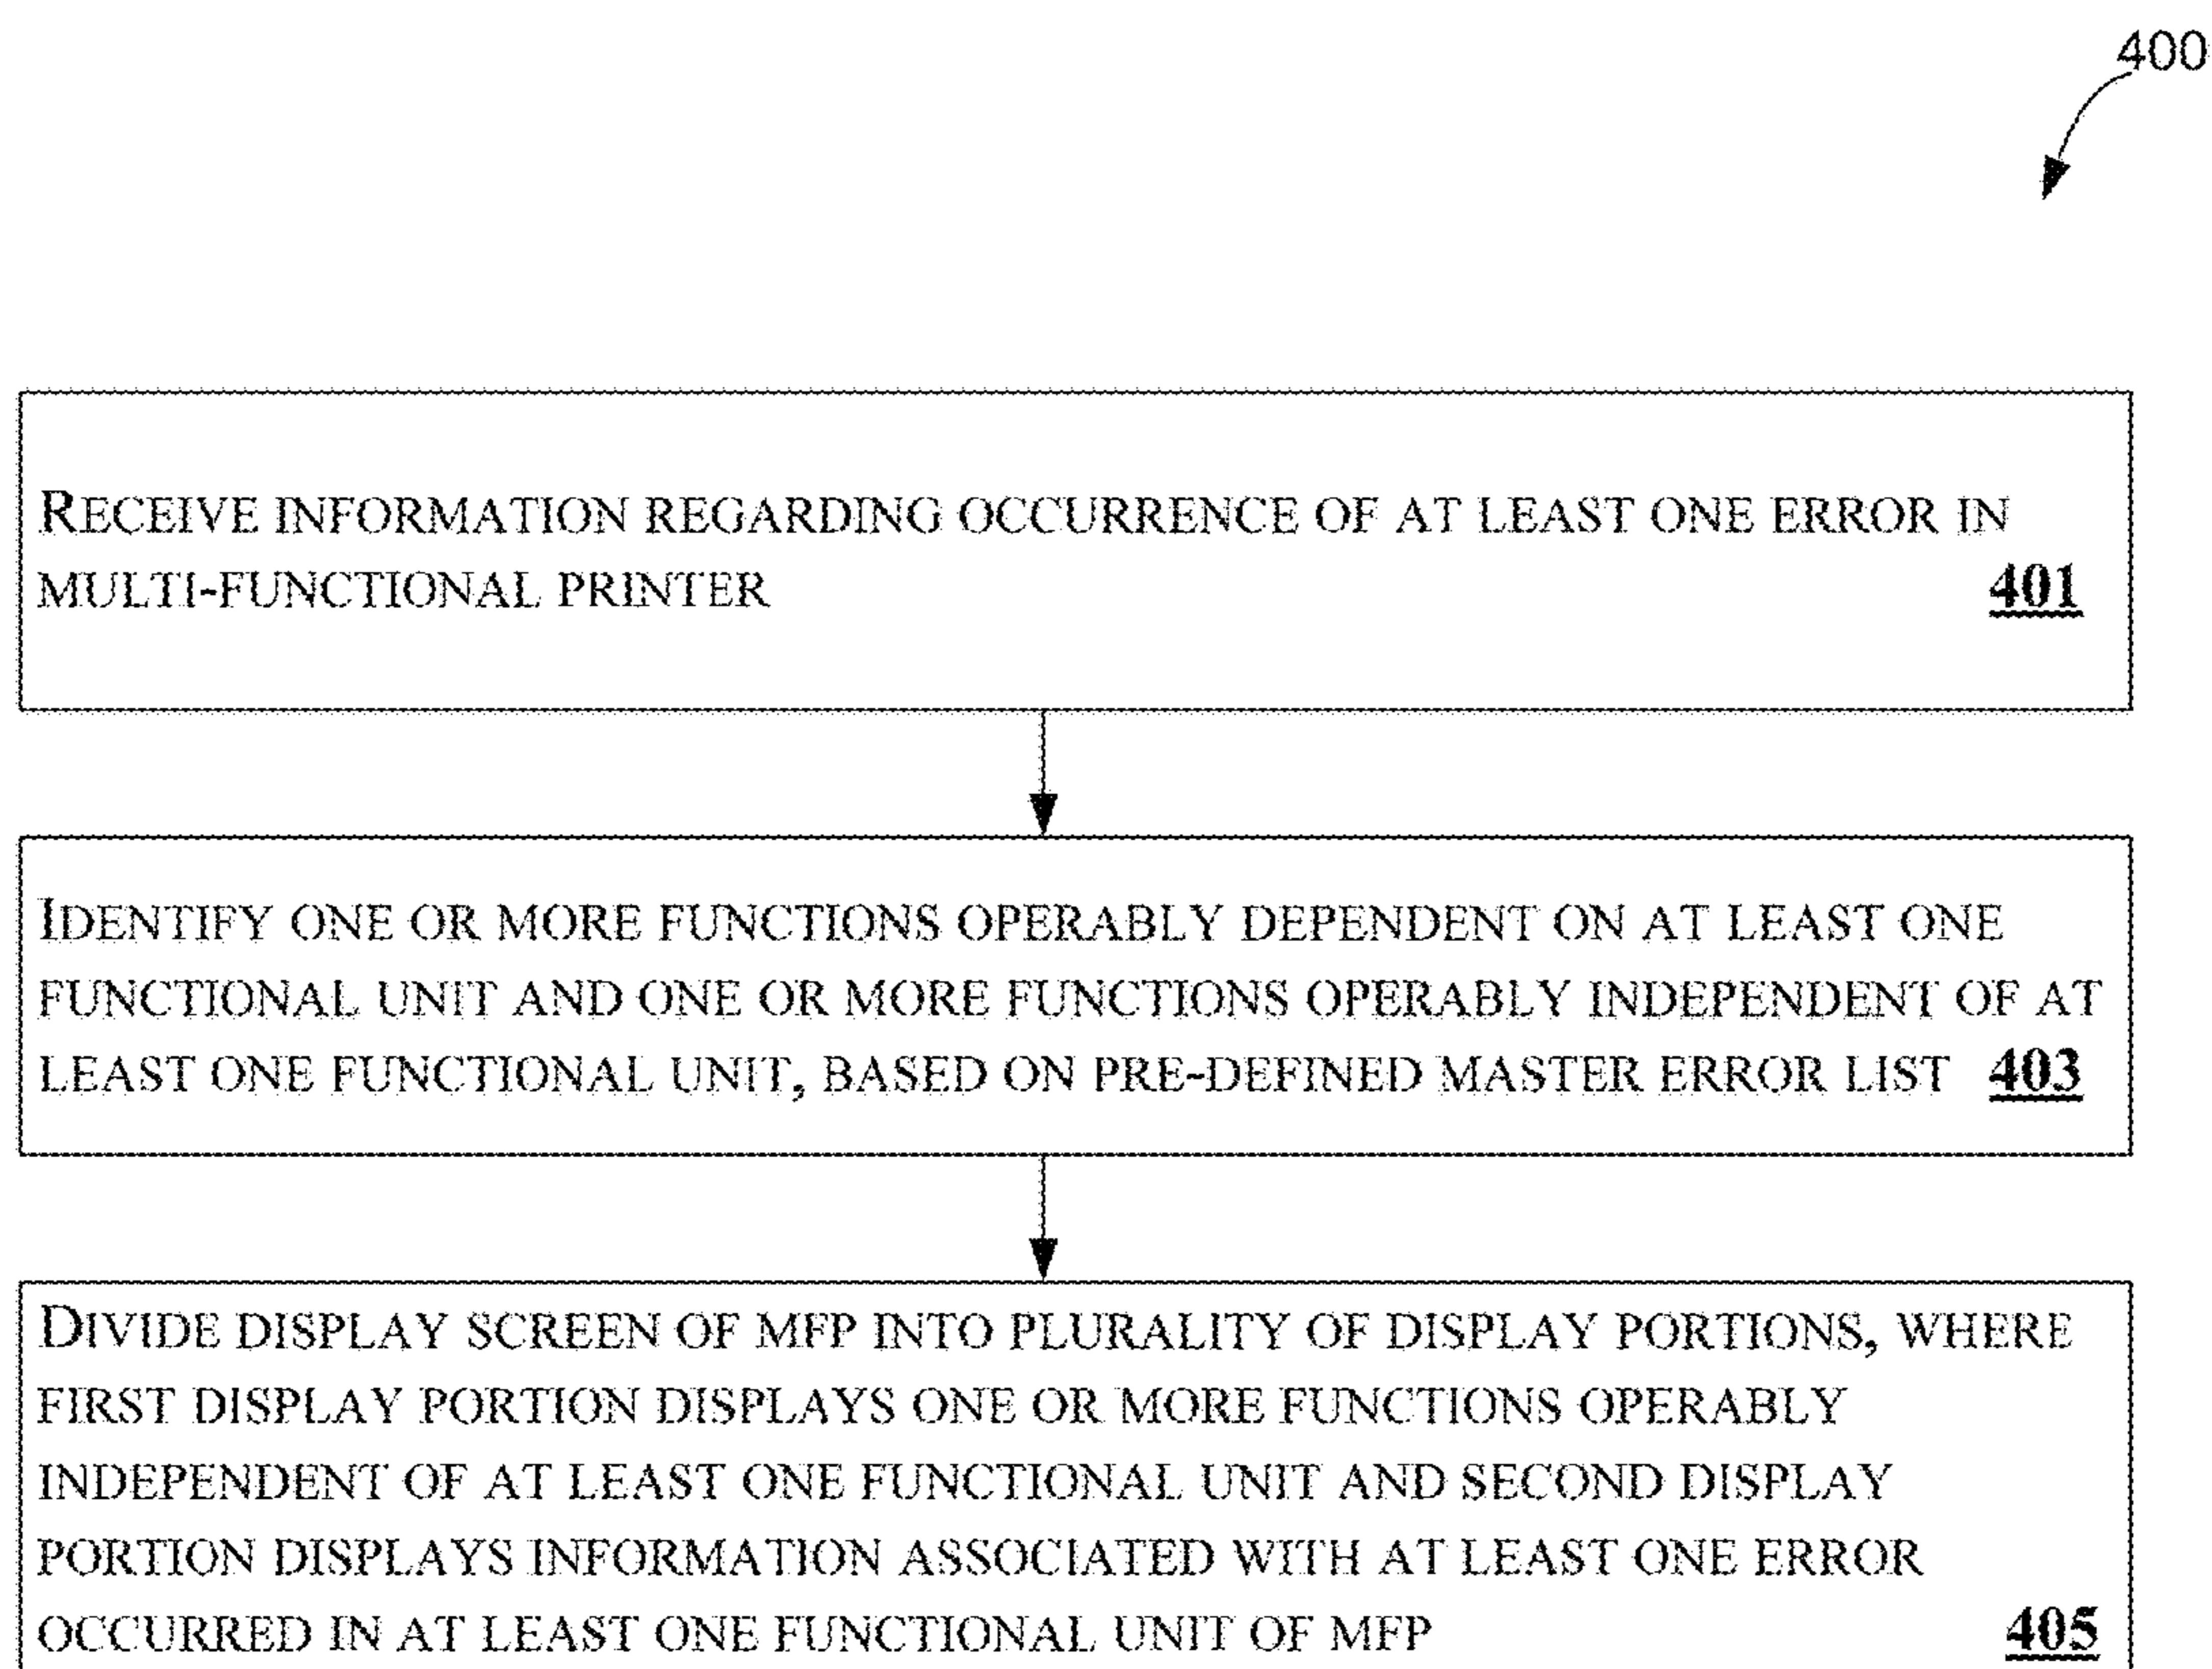 400
RECEIVE INFORMATION REGARDING OCCURRENCE OF AT LEAST ONE ERROR IN
MULTI-FUNCTIONAL PRINTER 401
IDENTIFY ONE OR MORE FUNCTIONS OPERABLY DEPENDENT ON AT LEAST ONE
FUNCTIONAL UNIT AND ONE OR MORE FUNCTIONS OPERABLY INDEPENDENT OF AT
LEAST ONE FUNCTIONAL UNIT, BASED ON PRE-DEFINED MASTER ERROR LIST 403
DIVIDE DISPLAY SCREEN OF MFP INTO PLURALITY OF DISPLAY PORTIONS, WHERE
FIRST DISPLAY PORTION DISPLAYS ONE OR MORE FUNCTIONS OPERABLY
INDEPENDENT OF AT LEAST ONE FUNCTIONAL UNIT AND SECOND DISPLAY
PORTION DISPLAYS INFORMATION ASSOCIATED WITH AT LEAST ONE ERROR
OCCURRED IN AT LEAST ONE FUNCTIONAL UNIT OF MFP 405